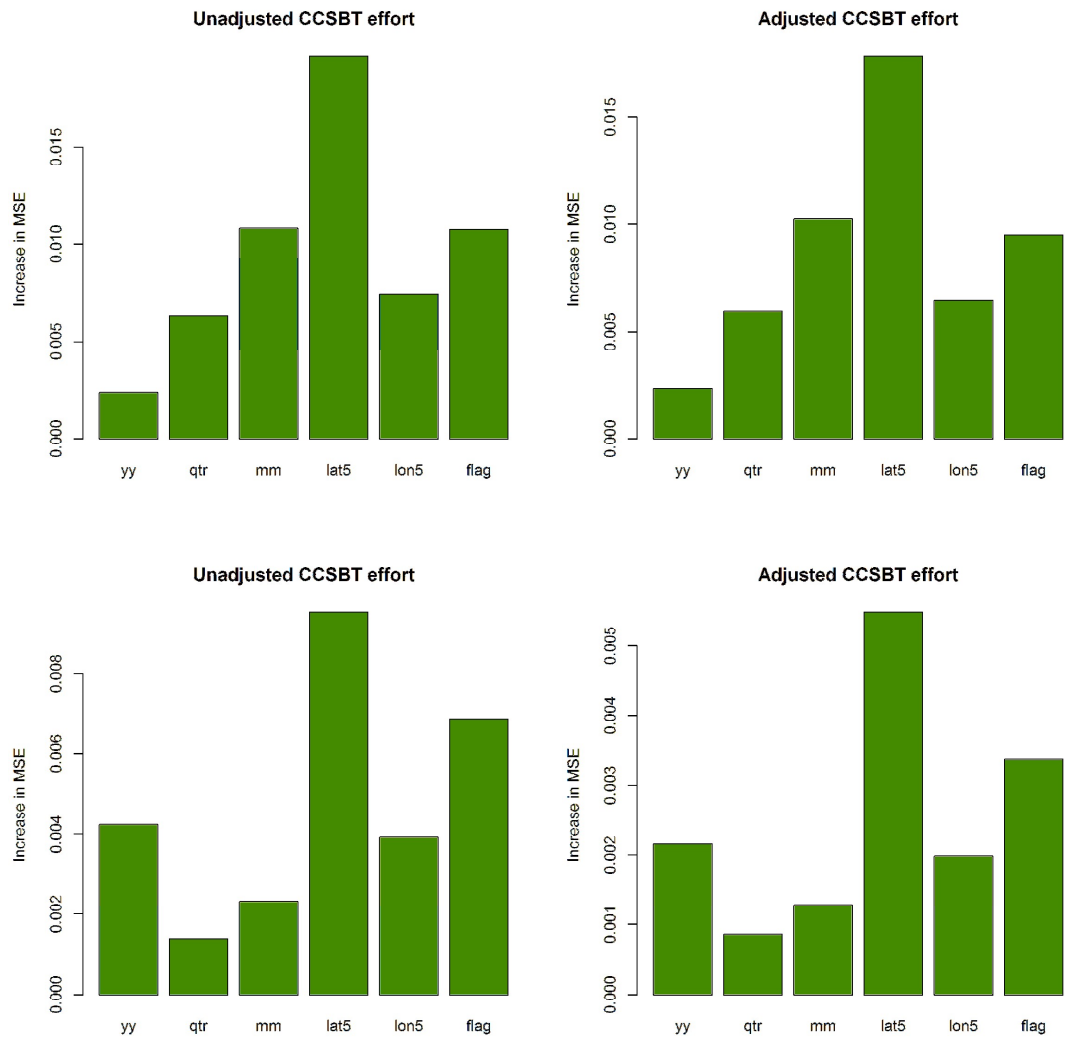 Unadjusted CCSBT effort
Increase in MSE
0.015
0.010
0.005
0.000
yy qtr mm lat5 lon5 flag
Adjusted CCSBT effort
Increase in MSE
0.015
0.010
0.005
0.000
yy qtr mm lat5 lon5 flag
Unadjusted CCSBT effort
Increase in MSE
0.008
0.006
0.004
0.002
0.000
yy qtr mm lat5 lon5 flag
Adjusted CCSBT effort
Increase in MSE
0.005
0.004
0.003
0.002
0.001
0.000
yy qtr mm lat5 lon5 flag